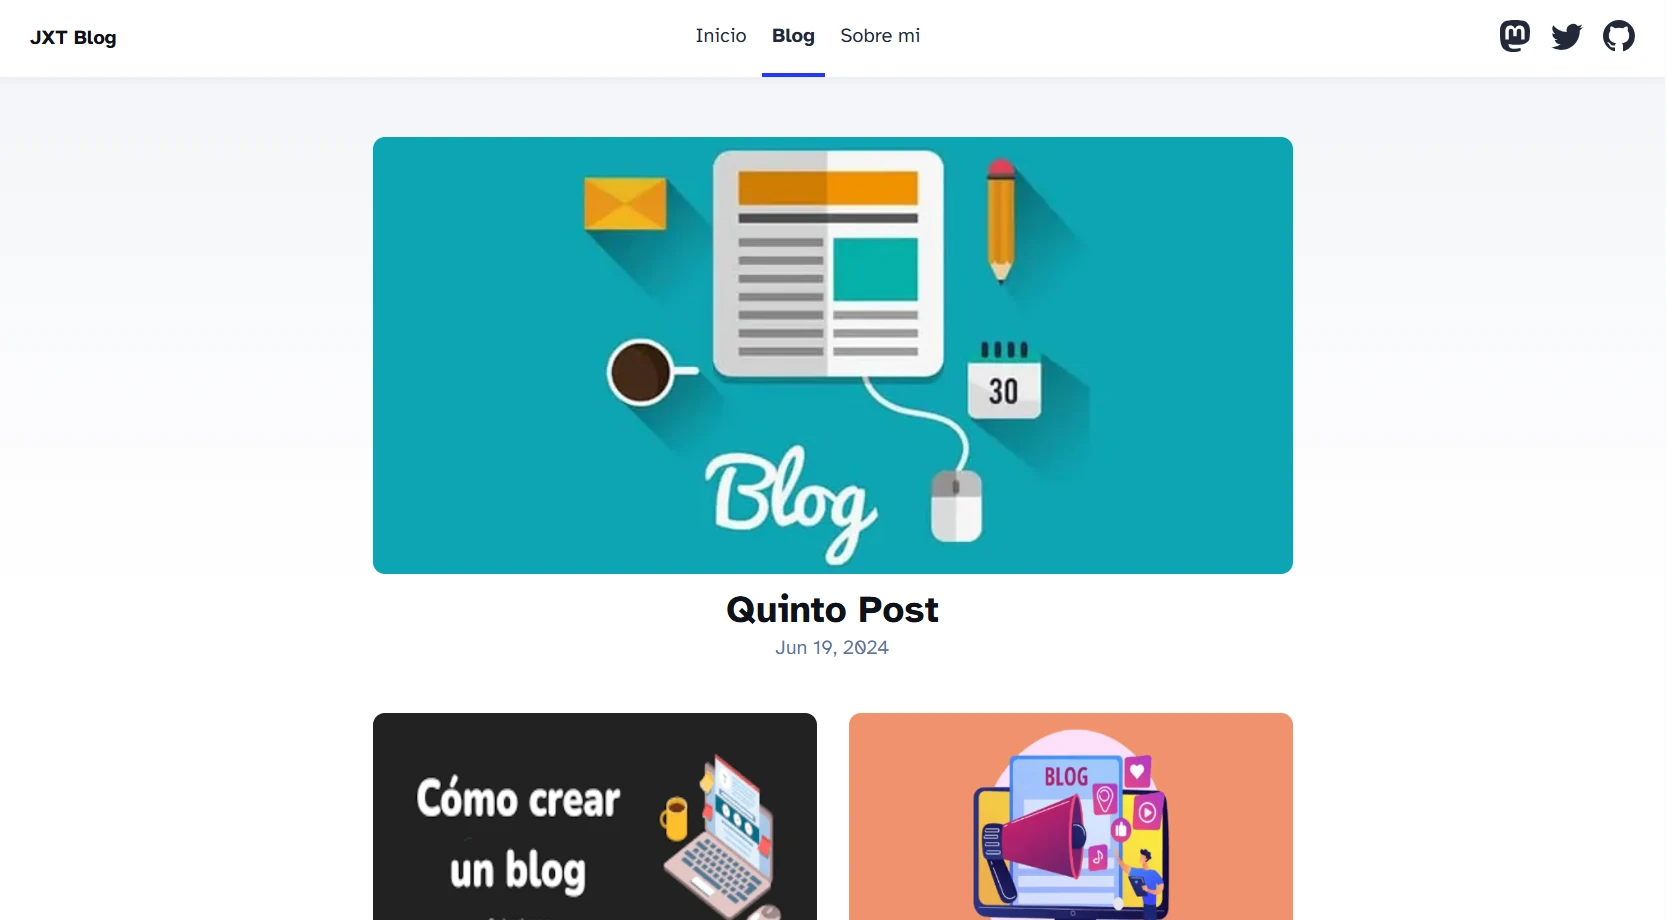 JXT Blog
Inicio Blog Sobre mi
30
Blog
Quinto Post
Jun 19, 2024
Cómo crear
un blog
BLOG